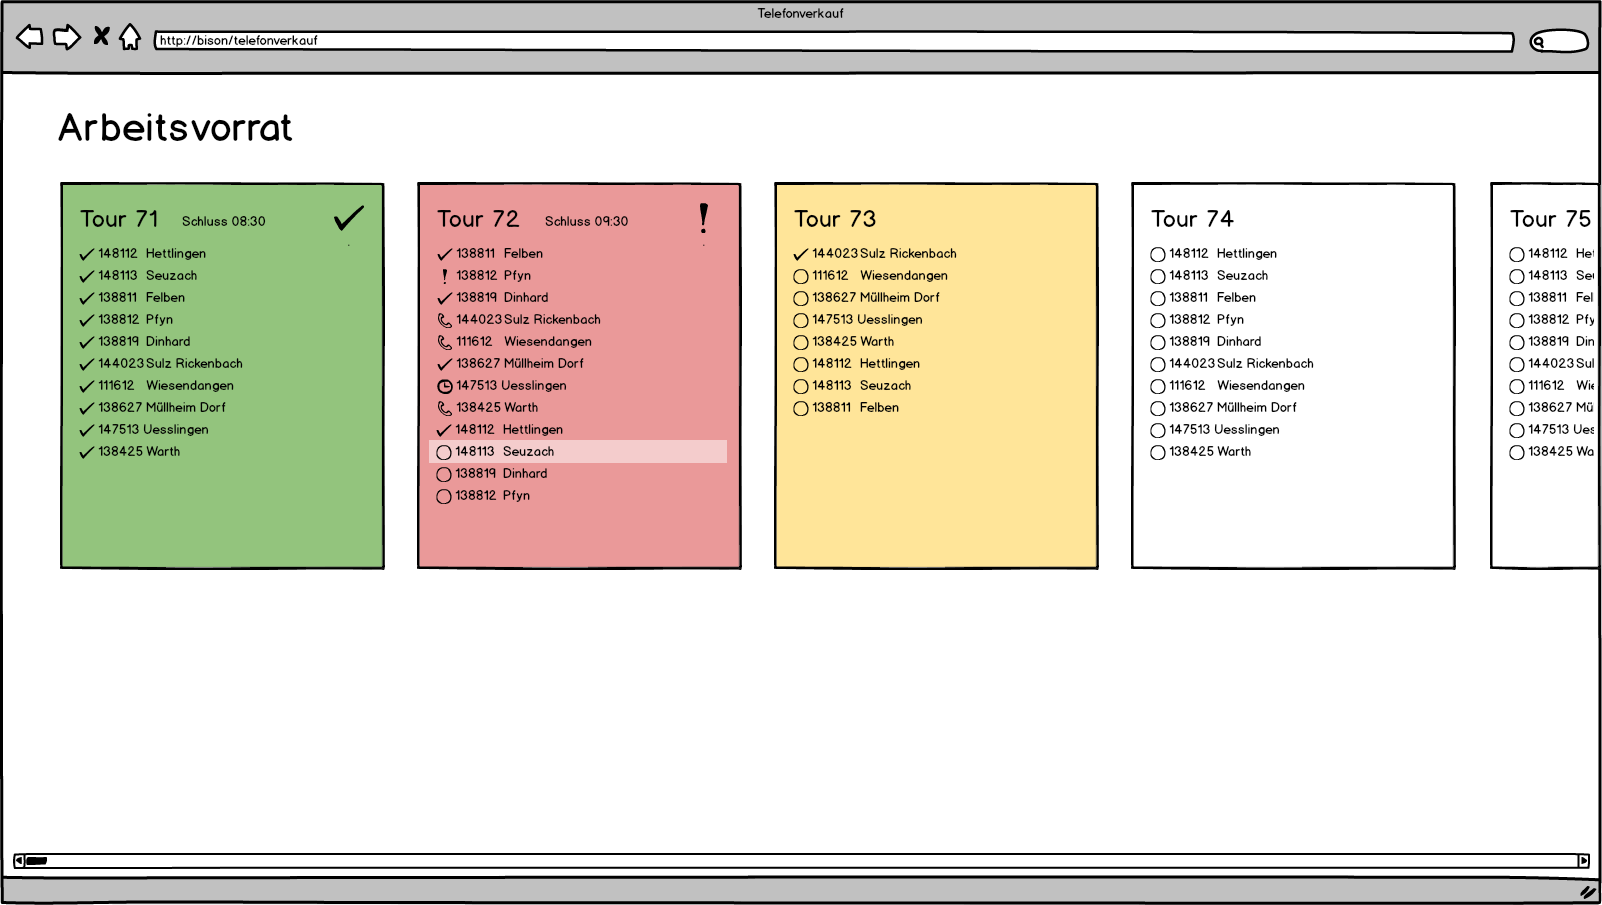 Telefonverkauf
http://bison/telefonverkauf
Arbeitsvorrat
Tour 71 Schluss 08:30
148112 Hettlingen
148113 Seuzach
138811 Felben
138812 Pfyn
138819 Dinhard
144023 Sulz Rickenbach
111612 Wiesendangen
138627 Müllheim Dorf
147513 Uesslingen
138425 Warth
Tour 72 Schluss 09:30
138811 Felben
138812 Pfyn
138819 Dinhard
144023 Sulz Rickenbach
111612 Wiesendangen
138627 Müllheim Dorf
147513 Uesslingen
138425 Warth
148112 Hettlingen
148113 Seuzach
138819 Dinhard
138812 Pfyn
Tour 73
144023 Sulz Rickenbach
111612 Wiesendangen
138627 Müllheim Dorf
147513 Uesslingen
138425 Warth
148112 Hettlingen
148113 Seuzach
138811 Felben
Tour 74
148112 Hettlingen
148113 Seuzach
138811 Felben
138812 Pfyn
138819 Dinhard
144023 Sulz Rickenbach
111612 Wiesendangen
138627 Müllheim Dorf
147513 Uesslingen
138425 Warth
Tour 75
148112 Het
148113 Seu
138811 Fel
138812 Pfy
138819 Din
144023 Sul
111612 Wie
138627 Mü
147513 Ues
138425 Wa